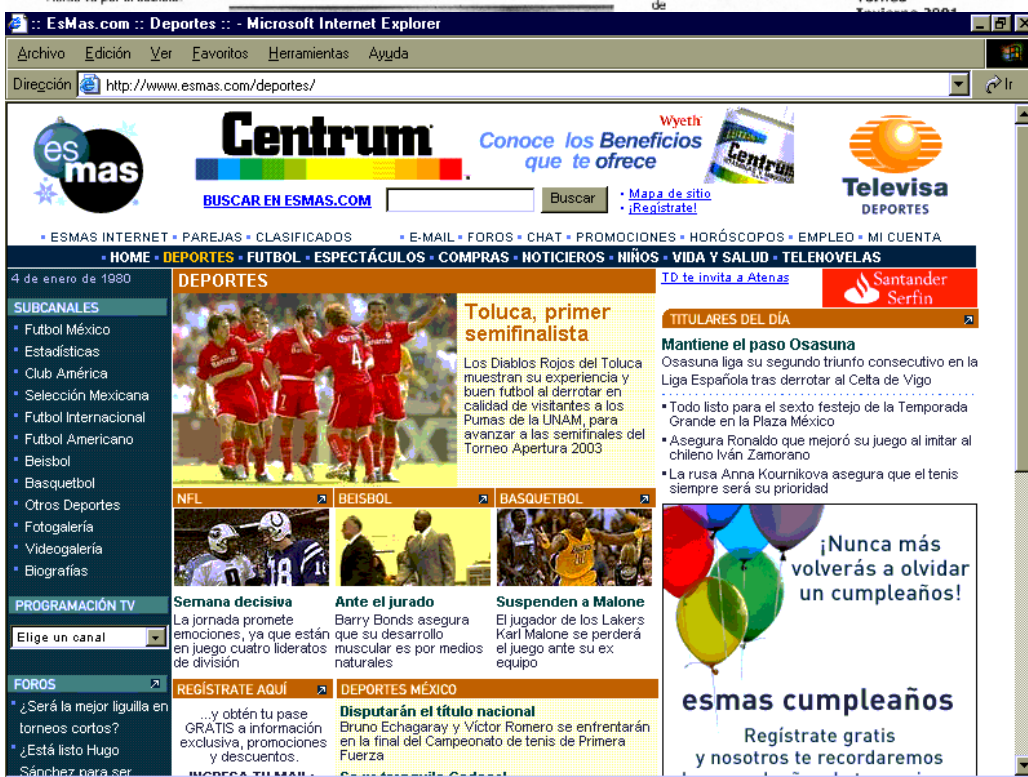 de
:: EsMas.com :: Deportes :: - Microsoft Internet Explorer
Archivo Edición Ver Favoritos Herramientas Ayuda
Dirección http://www.esmas.com/deportes/ Ir
es mas
Centrum
Conoce los Beneficios
que te ofrece
Wyeth
Centrum
Televisa
DEPORTES
BUSCAR EN ESMAS.COM Buscar
Mapa de sitio
¡Regístrate!
ESMAS INTERNET PAREJAS CLASIFICADOS E-MAIL FOROS CHAT PROMOCIONES HORÓSCOPOS EMPLEO MI CUENTA
HOME DEPORTES FUTBOL ESPECTÁCULOS COMPRAS NOTICIEROS NIÑOS VIDA Y SALUD TELENOVELAS
4 de enero de 1980
SUBCANALES
Futbol México
Estadísticas
Club América
Selección Mexicana
Futbol Internacional
Futbol Americano
Beisbol
Basquetbol
Otros Deportes
Fotogalería
Videogalería
Biografías
PROGRAMACIÓN TV
Elige un canal
FOROS
¿Será la mejor liguilla en
torneos cortos?
¿Está listo Hugo
Sánchez para ser
DEPORTES
Toluca, primer
semifinalista
Los Diablos Rojos del Toluca
muestran su experiencia y
buen futbol al derrotar en
calidad de visitantes a los
Pumas de la UNAM, para
avanzar a las semifinales del
Torneo Apertura 2003
NFL
Semana decisiva
La jornada promete
emociones, ya que están
en juego cuatro lideratos
de división
BEISBOL
Ante el jurado
Barry Bonds asegura
que su desarrollo
muscular es por medios
naturales
BASQUETBOL
Suspenden a Malone
El jugador de los Lakers
Karl Malone se perderá
el juego ante su ex
equipo
REGÍSTRATE AQUÍ
...y obtén tu pase
GRATIS a información
exclusiva, promociones
y descuentos.
INGRESA TU MAIL:
DEPORTES MÉXICO
Disputarán el título nacional
Bruno Echagaray y Víctor Romero se enfrentarán
en la final del Campeonato de tenis de Primera
Fuerza
TD te invita a Atenas
Santander
Serfin
TITULARES DEL DÍA
Mantiene el paso Osasuna
Osasuna liga su segundo triunfo consecutivo en la
Liga Española tras derrotar al Celta de Vigo
Todo listo para el sexto festejo de la Temporada
Grande en la Plaza México
Asegura Ronaldo que mejoró su juego al imitar al
chileno Iván Zamorano
La rusa Anna Kournikova asegura que el tenis
siempre será su prioridad
¡Nunca más
volverás a olvidar
un cumpleaños!
esmas cumpleaños
Regístrate gratis
y nosotros te recordaremos